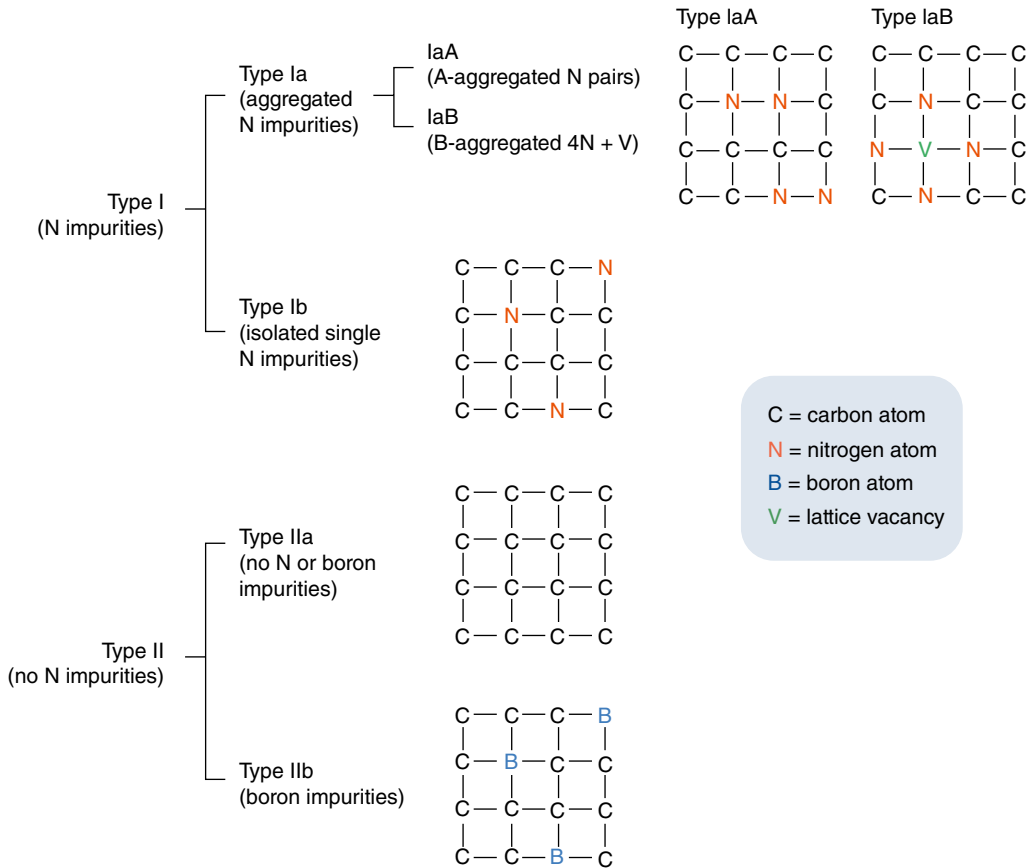 Type IaA
Type IaB
IaA
(A-aggregated N pairs)
IaB
(B-aggregated 4N + V)
Type Ia
(aggregated
N impurities)
C C C C
C N N C
C C C C
C C N N
C C C C
C N C C
N V N C
C N C C
Type I
(N impurities)
Type Ib
(isolated single
N impurities)
C C C N
C N C C
C C C C
C C N C
C = carbon atom
N = nitrogen atom
B = boron atom
V = lattice vacancy
Type II
(no N impurities)
Type IIa
(no N or boron
impurities)
C C C C
C C C C
C C C C
C C C C
Type IIb
(boron impurities)
C C C B
C B C C
C C C C
C C B C